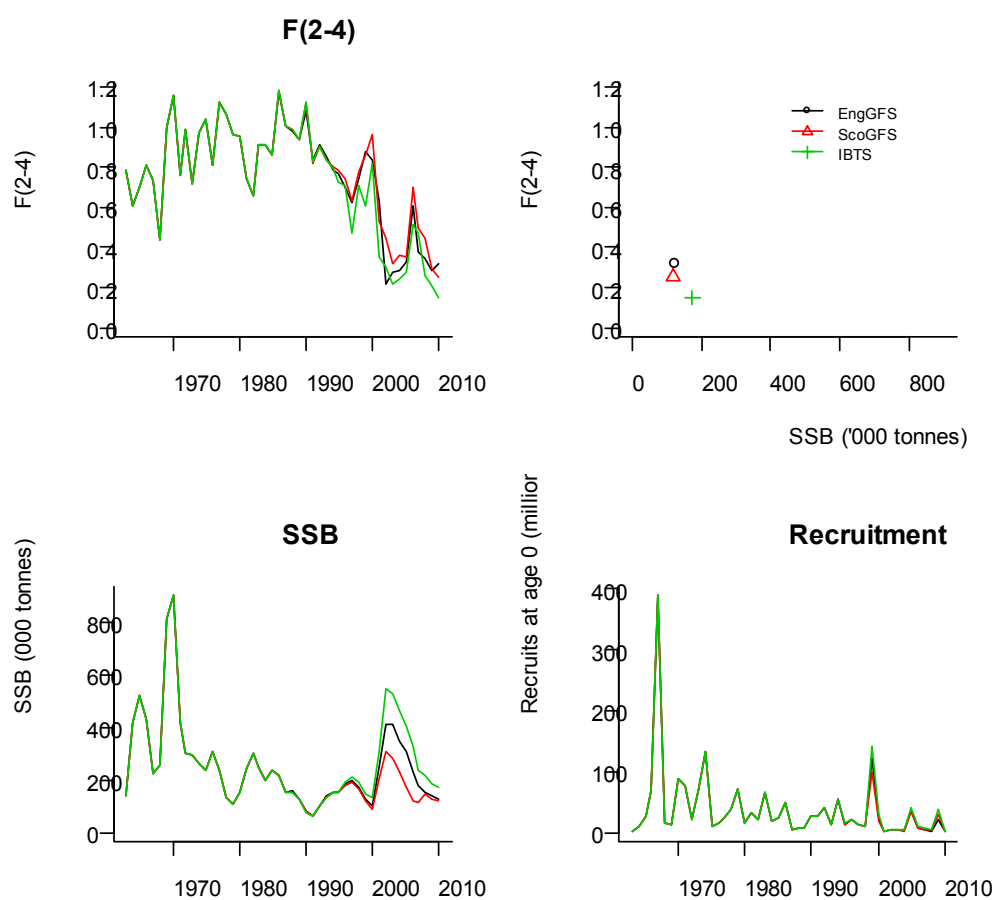 F(2-4)
F(2-4)
1.2
1.0
0.8
0.6
0.4
0.2
0.0
1970 1980 1990 2000 2010
F(2-4)
1.2
1.0
0.8
0.6
0.4
0.2
0.0
EngGFS
ScoGFS
IBTS
0 200 400 600 800
SSB ('000 tonnes)
SSB
SSB (000 tonnes)
800
600
400
200
0
1970 1980 1990 2000 2010
Recruitment
Recruits at age 0 (millior
400
300
200
100
0
1970 1980 1990 2000 2010